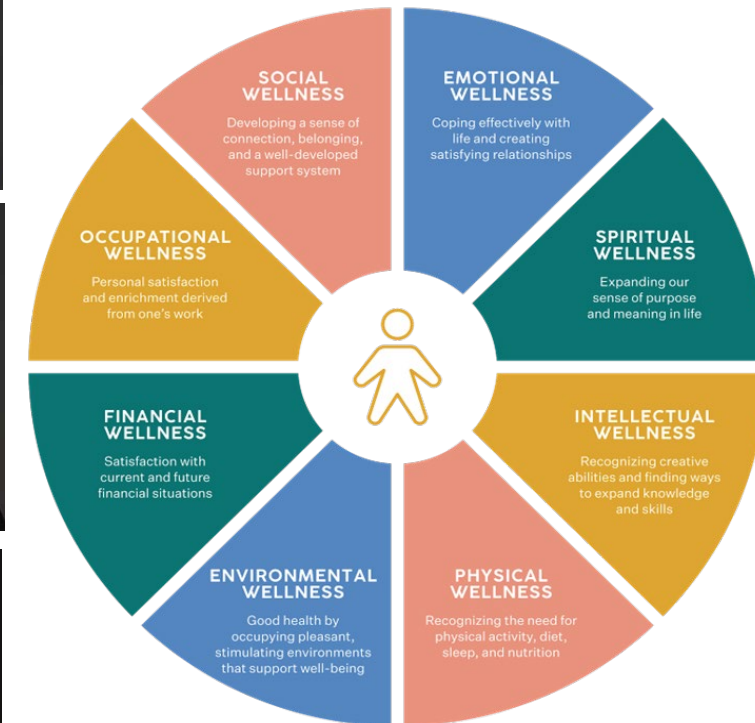 SOCIAL
WELLNESS
Developing a sense of
connection, belonging,
and a well-developed
support system
EMOTIONAL
WELLNESS
Coping effectively with
life and creating
satisfying relationships
OCCUPATIONAL
WELLNESS
Personal satisfaction
and enrichment derived
from one's work
SPIRITUAL
WELLNESS
Expanding our
sense of purpose
and meaning in life
FINANCIAL
WELLNESS
Satisfaction with
current and future
financial situations
INTELLECTUAL
WELLNESS
Recognizing creative
abilities and finding ways
to expand knowledge
and skills
ENVIRONMENTAL
WELLNESS
Good health by
occupying pleasant,
stimulating environments
that support well-being
PHYSICAL
WELLNESS
Recognizing the need for
physical activity, diet,
sleep, and nutrition